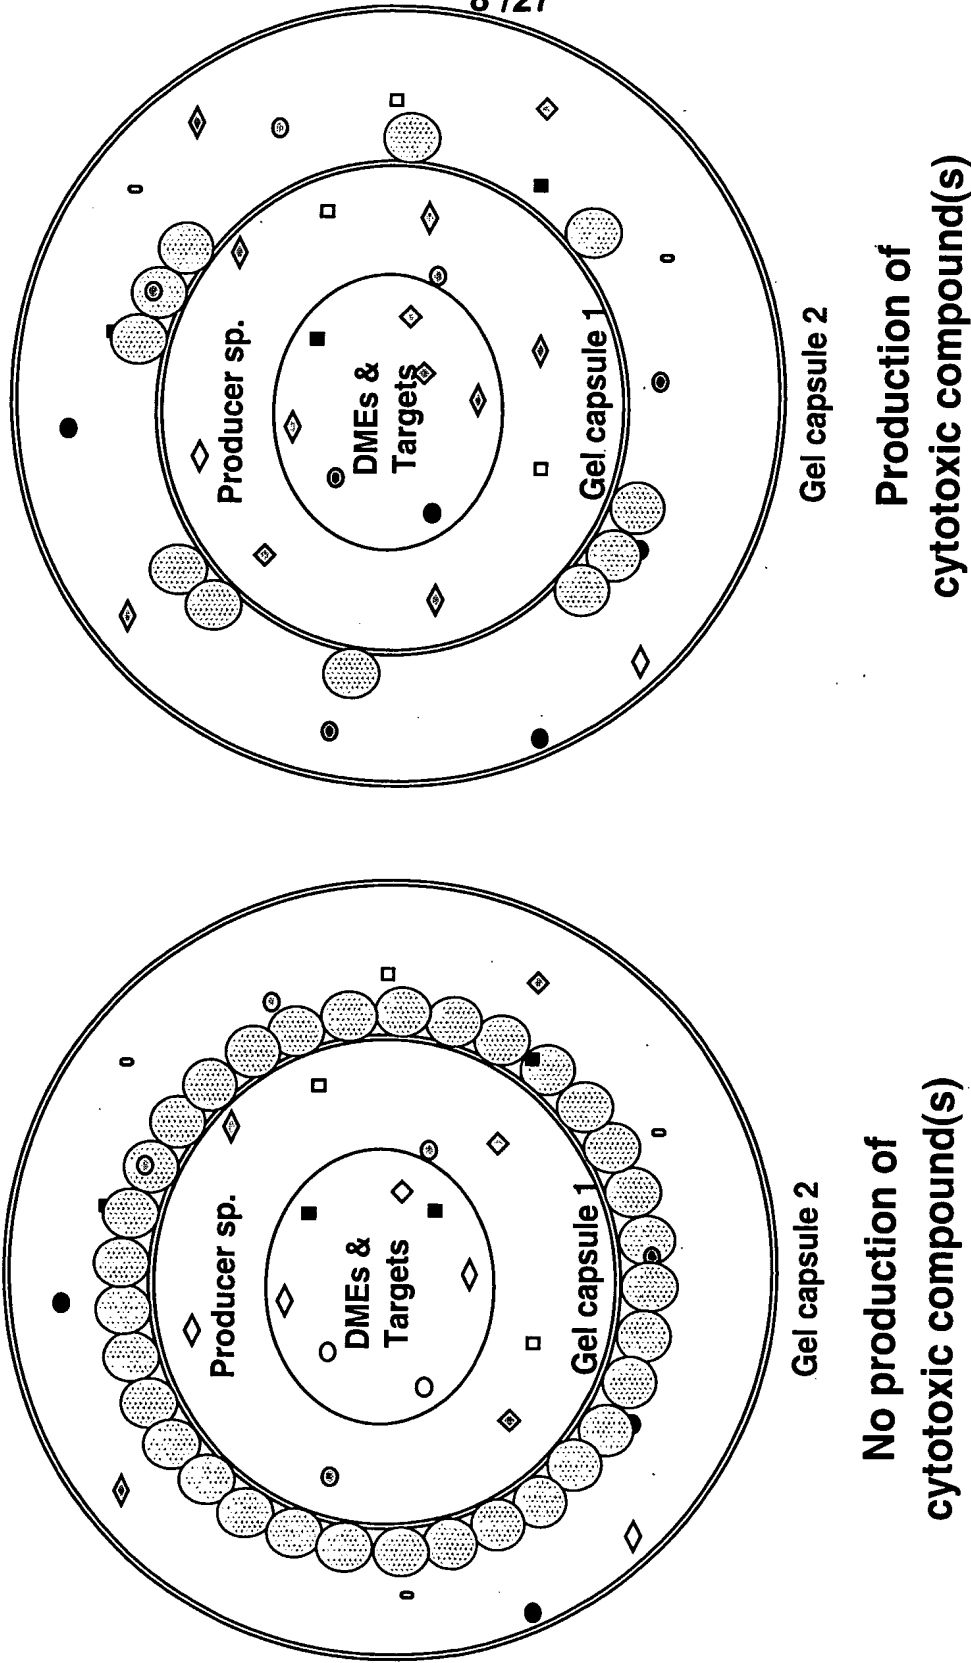 8 /27
Producer sp.
DMEs &
Targets
Gel capsule 1
Gel capsule 2
No production of
cytotoxic compound(s)
Producer sp.
DMEs &
Targets
Gel capsule 1
Gel capsule 2
Production of
cytotoxic compound(s)